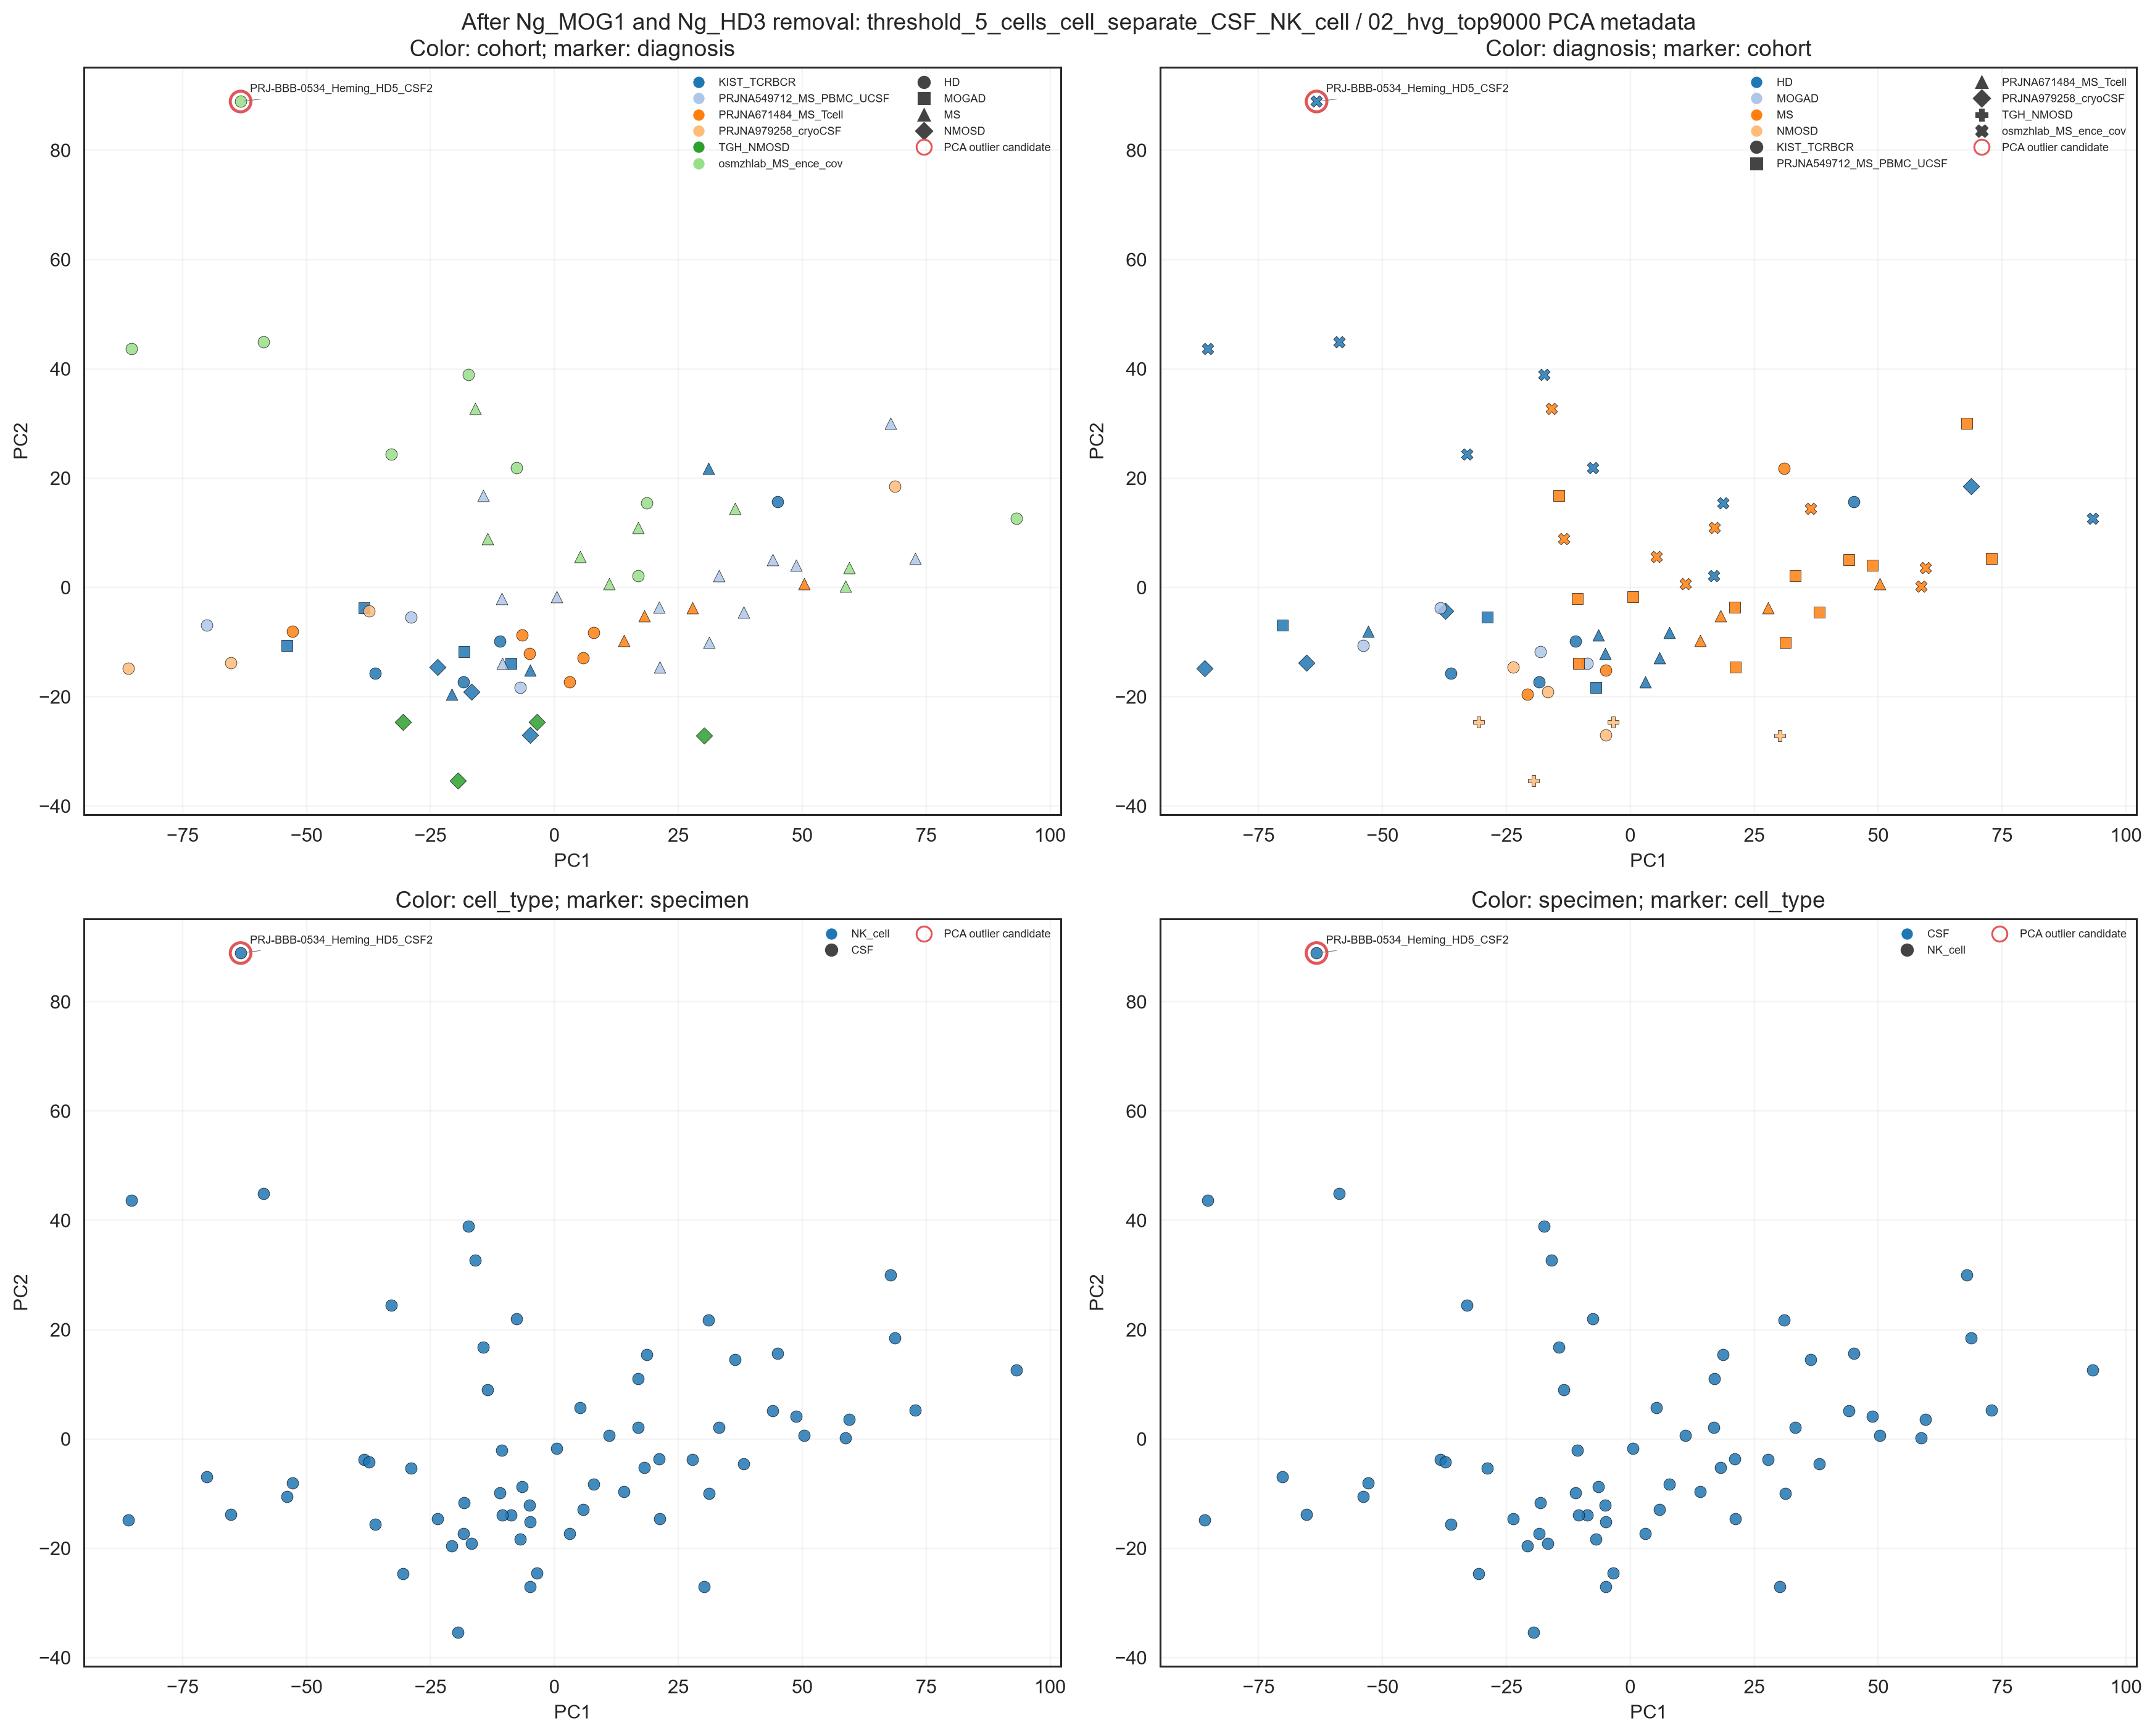 After Ng_MOG1 and Ng_HD3 removal: threshold_5_cells_cell_separate_CSF_NK_cell / 02_hvg_top9000 PCA metadata
Color: cohort; marker: diagnosis
PRJ-BBB-0534_Heming_HD5_CSF2
KIST_TCRBCR
PRJNA549712_MS_PBMC_UCSF
PRJNA671484_MS_Tcell
PRJNA979258_cryoCSF
TGH_NMOSD
osmzhlab_MS_ence_cov
HD
MOGAD
MS
NMOSD
PCA outlier candidate
PC2
80
60
40
20
0
−20
−40
−75
−50
−25
0
25
50
75
100
PC1
Color: diagnosis; marker: cohort
PRJ-BBB-0534_Heming_HD5_CSF2
HD
MOGAD
MS
NMOSD
KIST_TCRBCR
PRJNA549712_MS_PBMC_UCSF
PRJNA671484_MS_Tcell
PRJNA979258_cryoCSF
TGH_NMOSD
osmzhlab_MS_ence_cov
PCA outlier candidate
PC2
80
60
40
20
0
−20
−40
−75
−50
−25
0
25
50
75
100
PC1
Color: cell_type; marker: specimen
PRJ-BBB-0534_Heming_HD5_CSF2
NK_cell
CSF
PCA outlier candidate
PC2
80
60
40
20
0
−20
−40
−75
−50
−25
0
25
50
75
100
PC1
Color: specimen; marker: cell_type
PRJ-BBB-0534_Heming_HD5_CSF2
CSF
NK_cell
PCA outlier candidate
PC2
80
60
40
20
0
−20
−40
−75
−50
−25
0
25
50
75
100
PC1